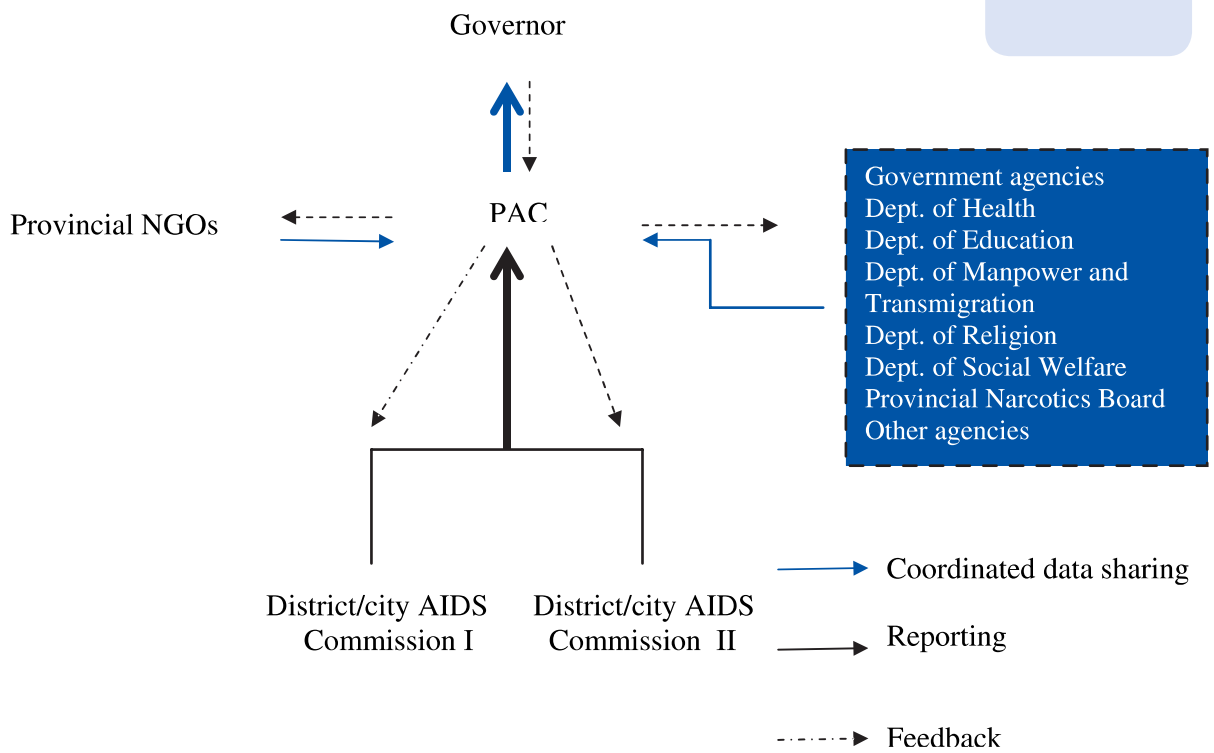 Governor
Provincial NGOs
PAC
Government agencies
Dept. of Health
Dept. of Education
Dept. of Manpower and
Transmigration
Dept. of Religion
Dept. of Social Welfare
Provincial Narcotics Board
Other agencies
District/city AIDS
Commission I
District/city AIDS
Commission II
Coordinated data sharing
Reporting
Feedback